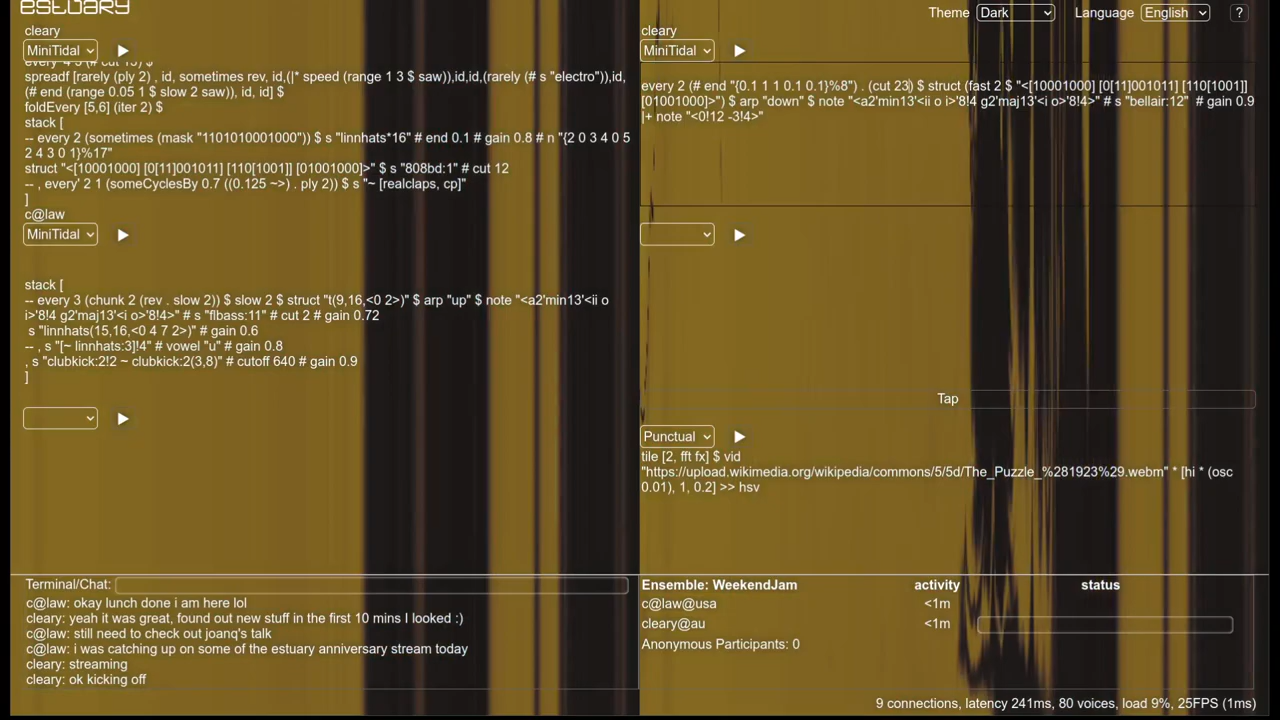 estuary
Theme Dark Language English ?
cleary
MiniTidal
every 4 3 (# cut 13) $
spreadf [rarely (ply 2) , id, sometimes rev, id,(|* speed (range 1 3 $ saw)),id,id,(rarely (# s "electro")),id,
(# end (range 0.05 1 $ slow 2 saw)), id, id] $
foldEvery [5,6] (iter 2) $
stack [
-- every 2 (sometimes (mask "1101010001000")) $ s "linnhats*16" # end 0.1 # gain 0.8 # n "{2 0 3 4 0 5
2 4 3 0 1}%17"
struct "<[10001000] [0[11]001011] [110[1001]] [01001000]>" $ s "808bd:1" # cut 12
-- , every' 2 1 (someCyclesBy 0.7 ((0.125 ~>) . ply 2)) $ s "~ [realclaps, cp]"
]
cleary
MiniTidal
every 2 (# end "{0.1 1 1 0.1 0.1}%8") . (cut 23) $ struct (fast 2 $ "<[10001000] [0[11]001011] [110[1001]]
[01001000]>") $ arp "down" $ note "<a2'min13'<ii o i>'8!4 g2'maj13'<i o>'8!4>" # s "bellair:12" # gain 0.9
|+ note "<0!12 -3!4>"
c@law
MiniTidal
stack [
-- every 3 (chunk 2 (rev . slow 2)) $ slow 2 $ struct "t(9,16,<0 2>)" $ arp "up" $ note "<a2'min13'<ii o
i>'8!4 g2'maj13'<i o>'8!4>" # s "flbass:11" # cut 2 # gain 0.72
s "linnhats(15,16,<0 4 7 2>)" # gain 0.6
-- , s "[~ linnhats:3]!4" # vowel "u" # gain 0.8
, s "clubkick:2!2 ~ clubkick:2(3,8)" # cutoff 640 # gain 0.9
]
Tap
Punctual
tile [2, fft fx] $ vid
"https://upload.wikimedia.org/wikipedia/commons/5/5d/The_Puzzle_%281923%29.webm" * [hi * (osc
0.01), 1, 0.2] >> hsv
Terminal/Chat:
c@law: okay lunch done i am here lol
cleary: yeah it was great, found out new stuff in the first 10 mins I looked :)
c@law: still need to check out joanq's talk
c@law: i was catching up on some of the estuary anniversary stream today
cleary: streaming
cleary: ok kicking off
Ensemble: WeekendJam activity status
c@law@usa <1m
cleary@au <1m
Anonymous Participants: 0
9 connections, latency 241ms, 80 voices, load 9%, 25FPS (1ms)